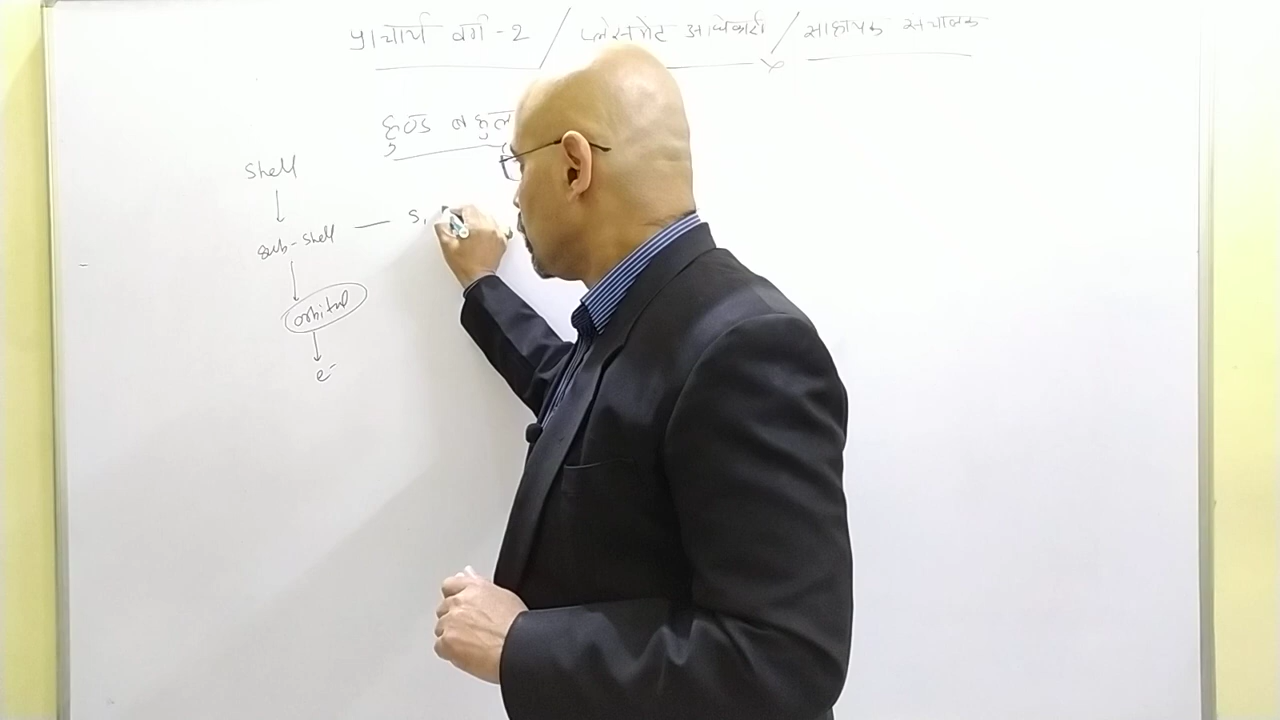 प्राचार्य वर्ग - 2 / प्लेसमेंट अधिकारी / सहायक संचालक
हुण्ड बहुल
Shell
Sub-Shell — S,
orbital
e-